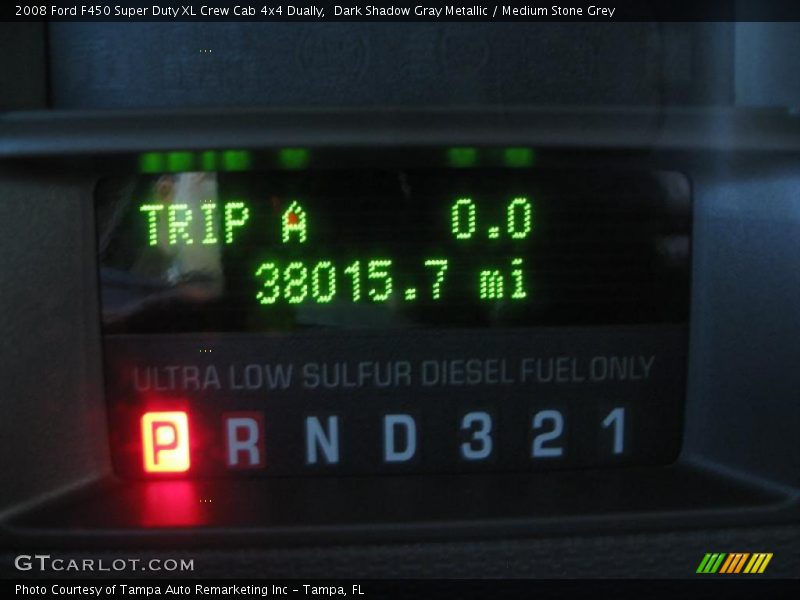 2008 Ford F450 Super Duty XL Crew Cab 4x4 Dually,  Dark Shadow Gray Metallic / Medium Stone Grey
TRIP A 0.0
38015.7 mi
ULTRA LOW SULFUR DIESEL FUEL ONLY
P R N D 3 2 1
GTCARLOT.COM
Photo Courtesy of Tampa Auto Remarketing Inc - Tampa, FL